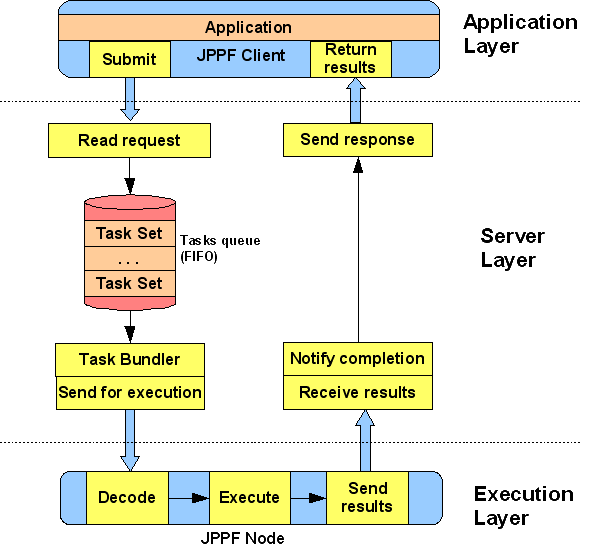 Application
Application
Layer
Submit
JPPF Client
Return
results
Read request
Send response
Task Set
. . .
Task Set
Tasks queue
(FIFO)
Server
Layer
Task Bundler
Send for execution
Notify completion
Receive results
Decode
Execute
Send
results
Execution
Layer
JPPF Node